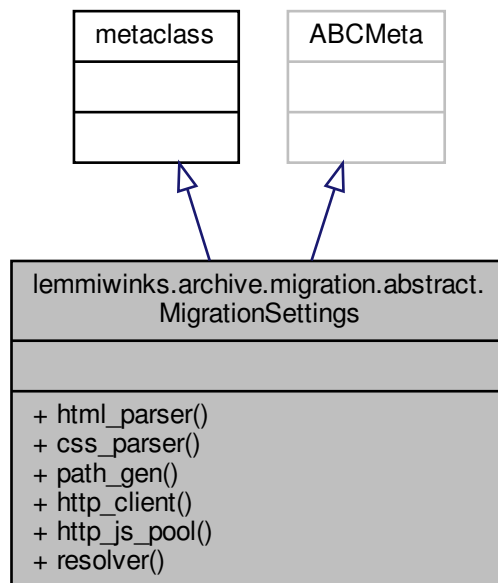 metaclass
ABCMeta
lemmiwinks.archive.migration.abstract.
MigrationSettings
+ html_parser()
+ css_parser()
+ path_gen()
+ http_client()
+ http_js_pool()
+ resolver()